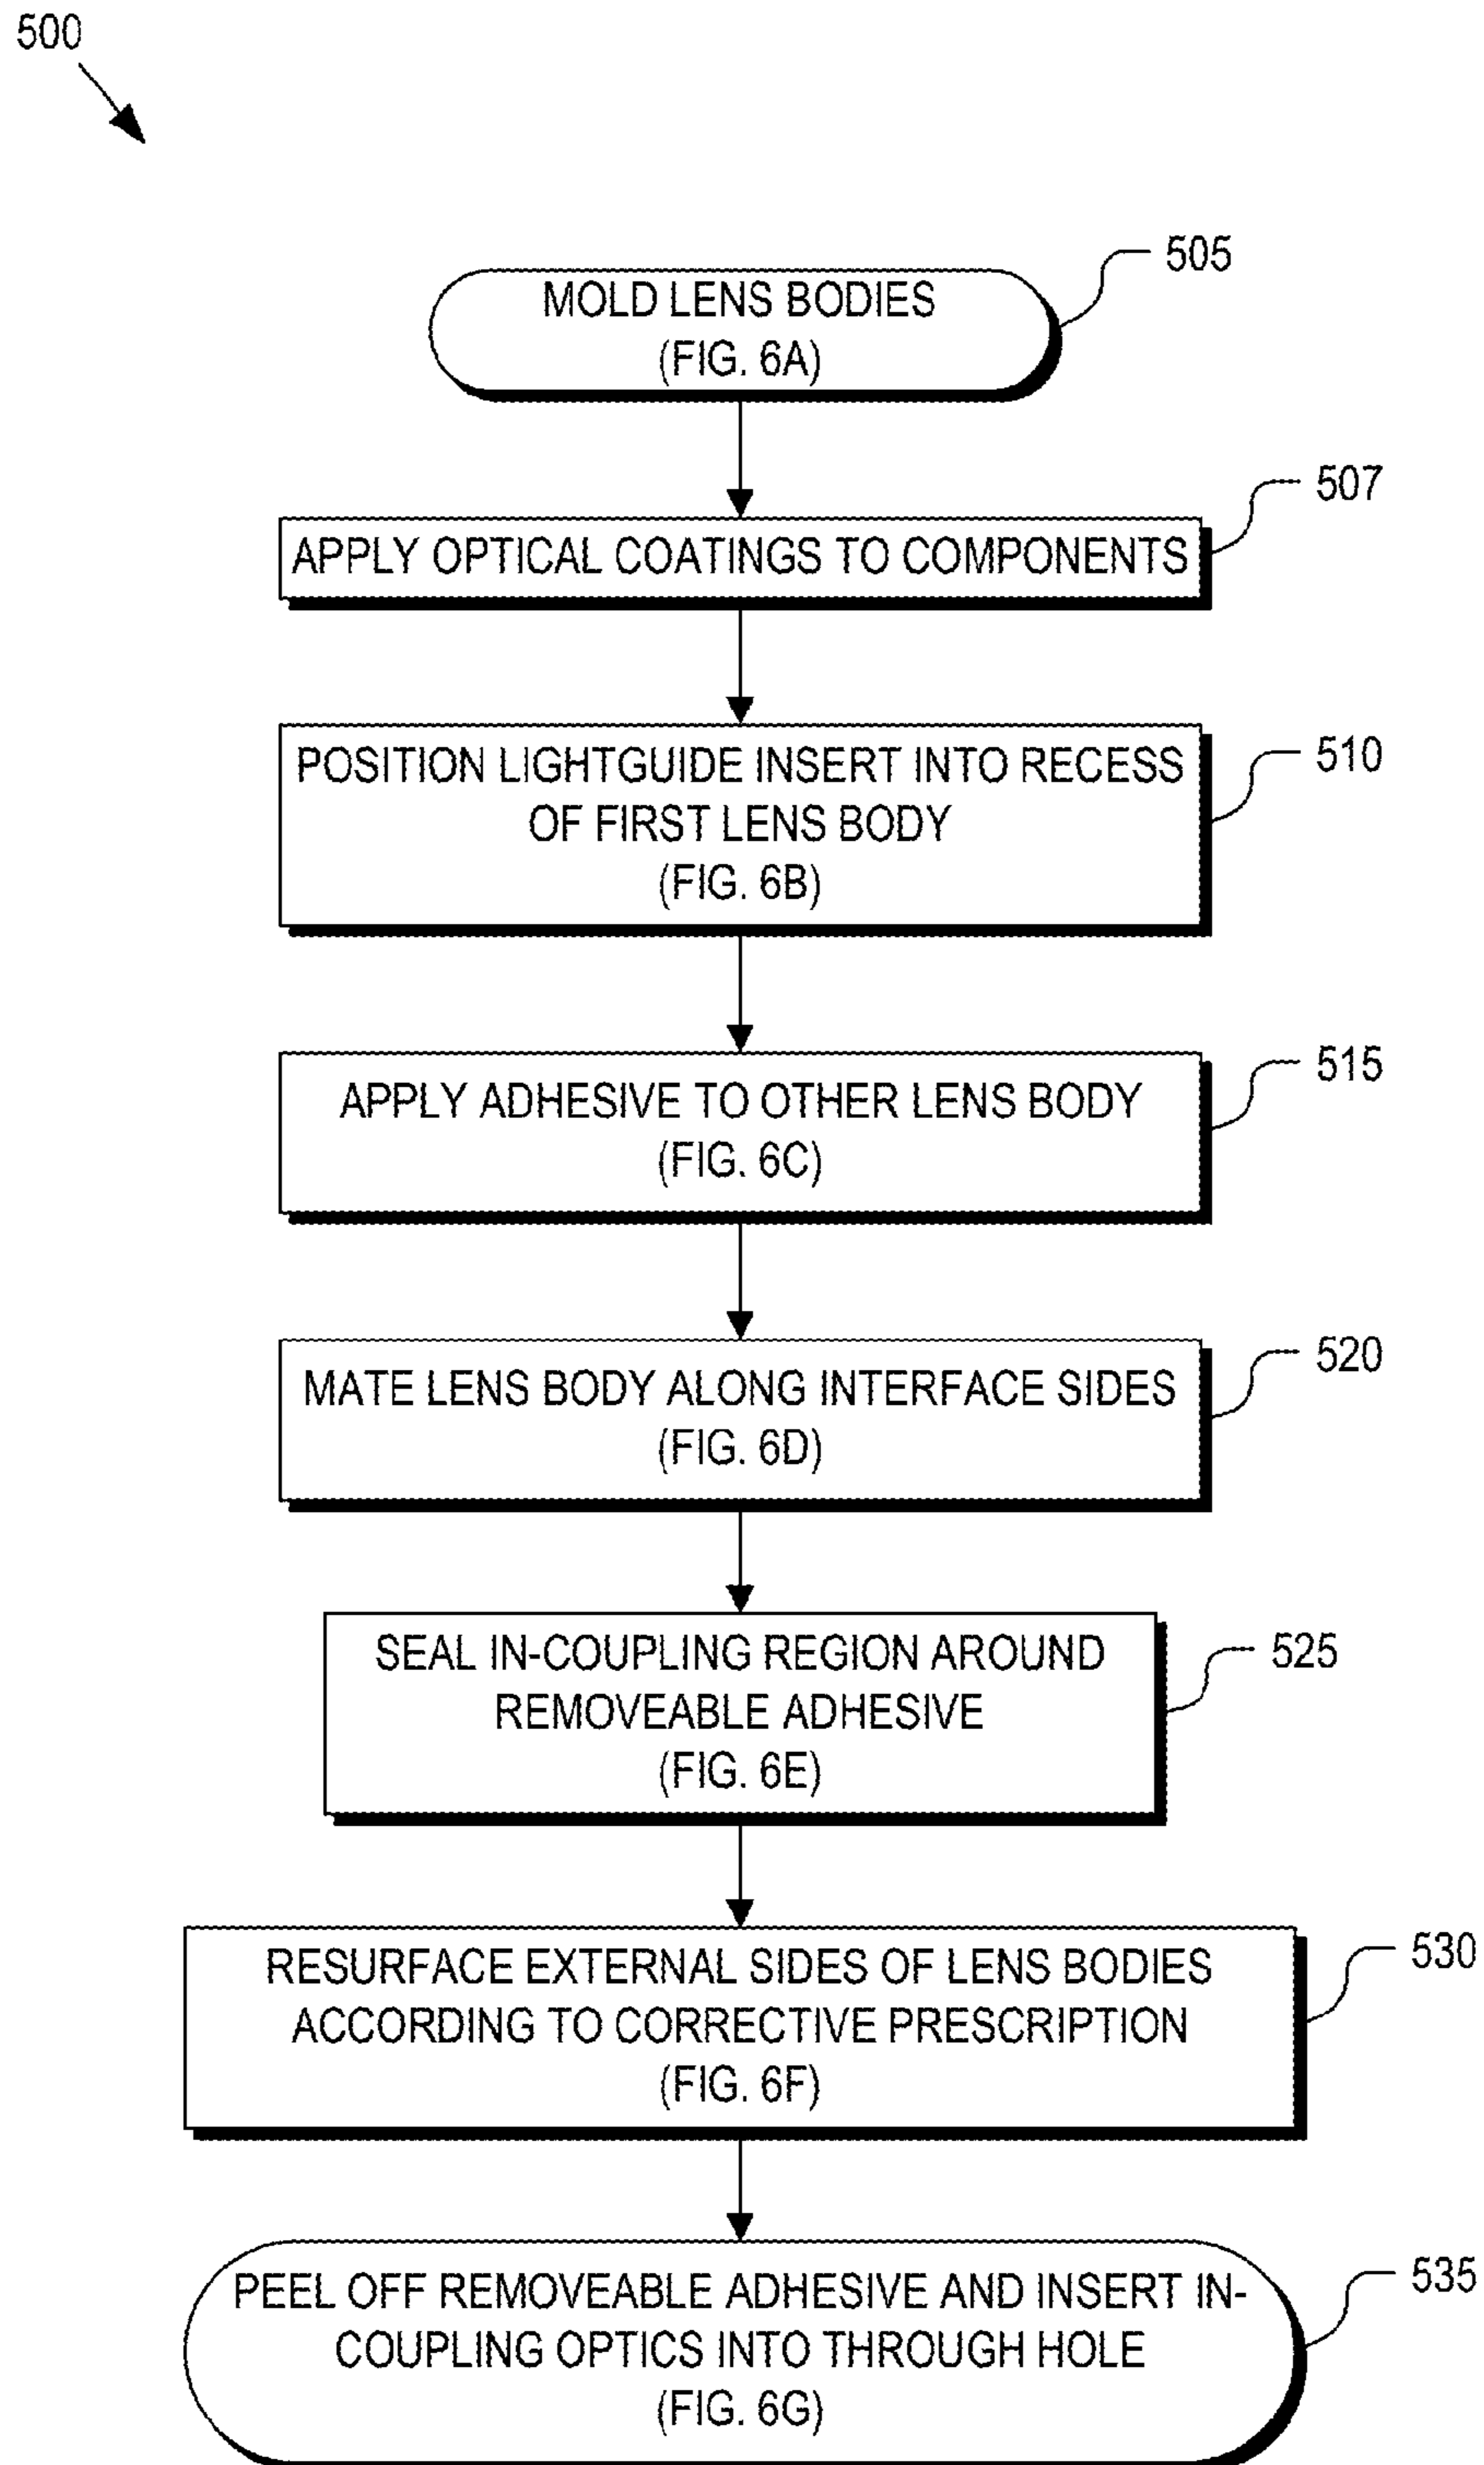 500
MOLD LENS BODIES
(FIG. 6A)
505
APPLY OPTICAL COATINGS TO COMPONENTS
507
POSITION LIGHTGUIDE INSERT INTO RECESS
OF FIRST LENS BODY
(FIG. 6B)
510
APPLY ADHESIVE TO OTHER LENS BODY
(FIG. 6C)
515
MATE LENS BODY ALONG INTERFACE SIDES
(FIG. 6D)
520
SEAL IN-COUPLING REGION AROUND
REMOVEABLE ADHESIVE
(FIG. 6E)
525
RESURFACE EXTERNAL SIDES OF LENS BODIES
ACCORDING TO CORRECTIVE PRESCRIPTION
(FIG. 6F)
530
PEEL OFF REMOVEABLE ADHESIVE AND INSERT IN-
COUPLING OPTICS INTO THROUGH HOLE
(FIG. 6G)
535